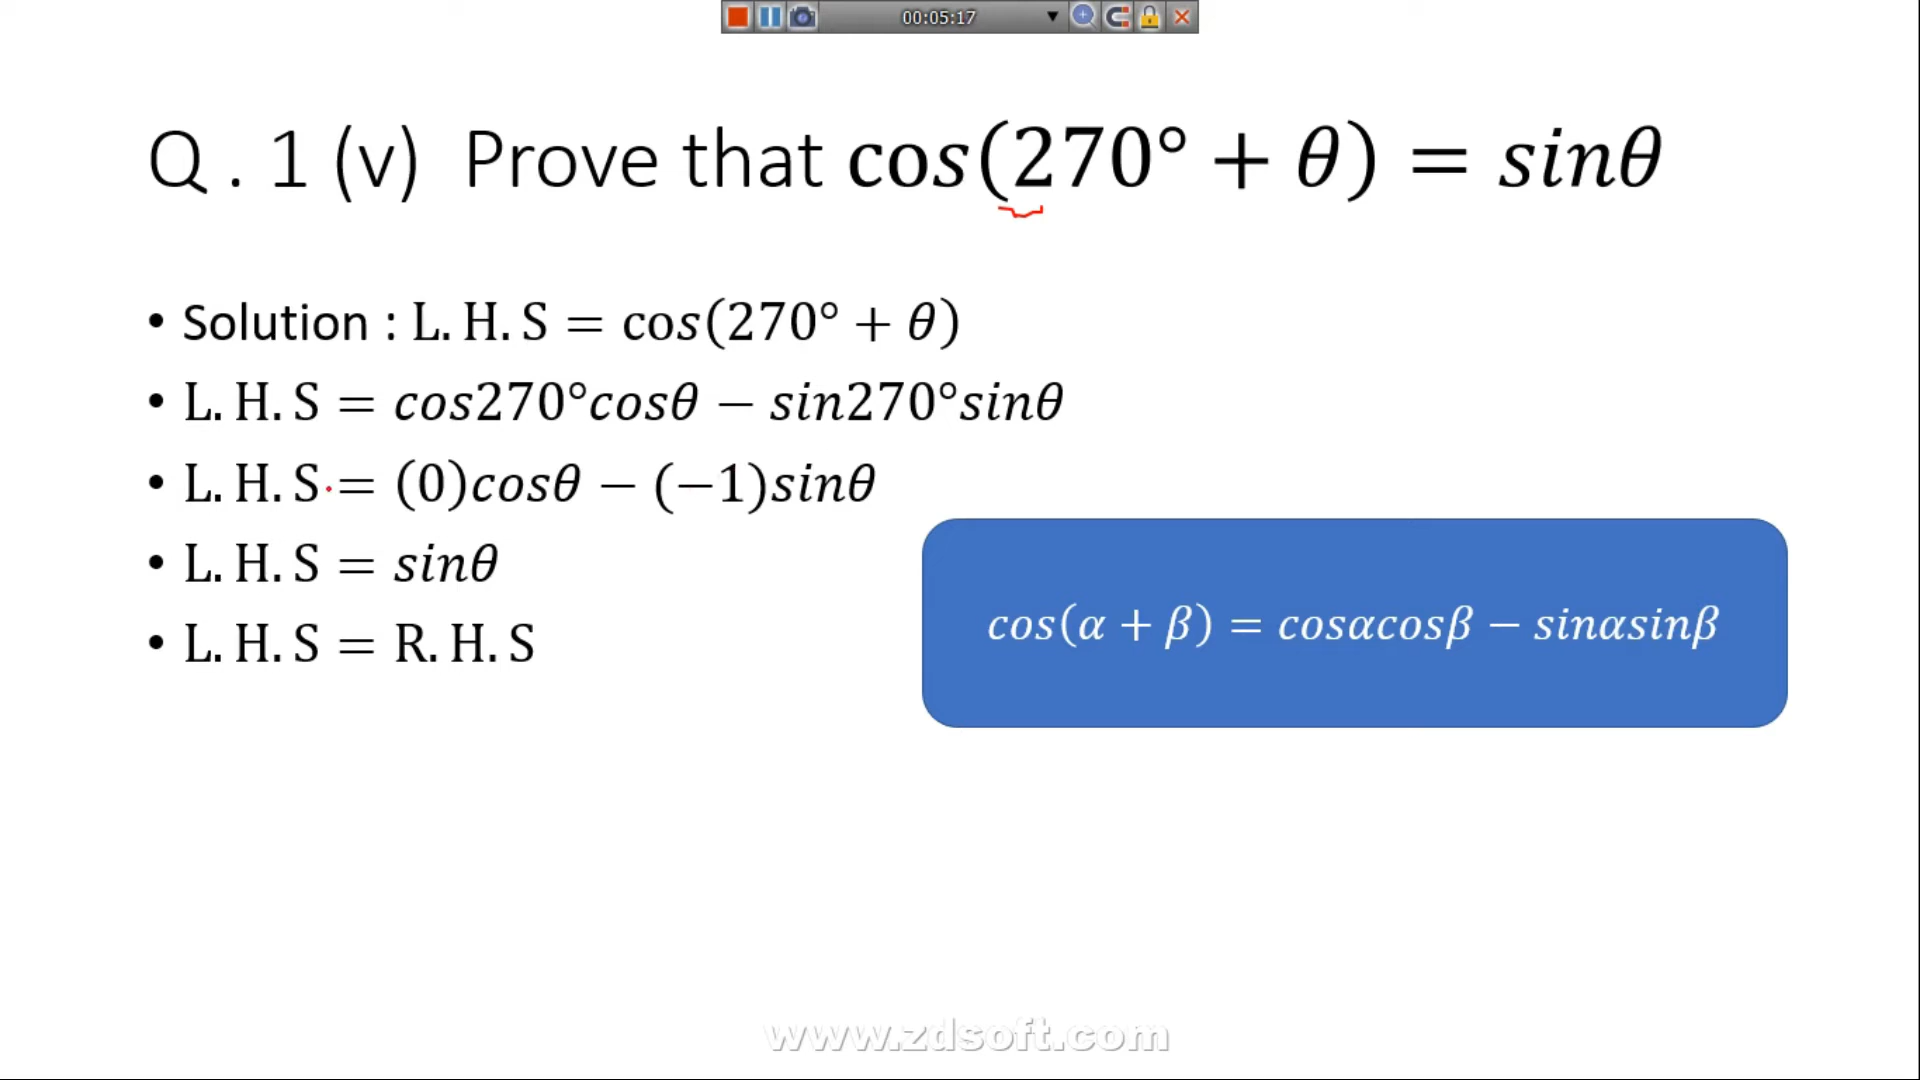 00:05:17
Q . 1 (v) Prove that cos(270° + θ) = sinθ
• Solution : L. H. S = cos(270° + θ)
• L. H. S = cos270°cosθ − sin270°sinθ
• L. H. S = (0)cosθ − (−1)sinθ
• L. H. S = sinθ
• L. H. S = R. H. S
cos(α + β) = cosαcosβ − sinαsinβ
www.zdsoft.com